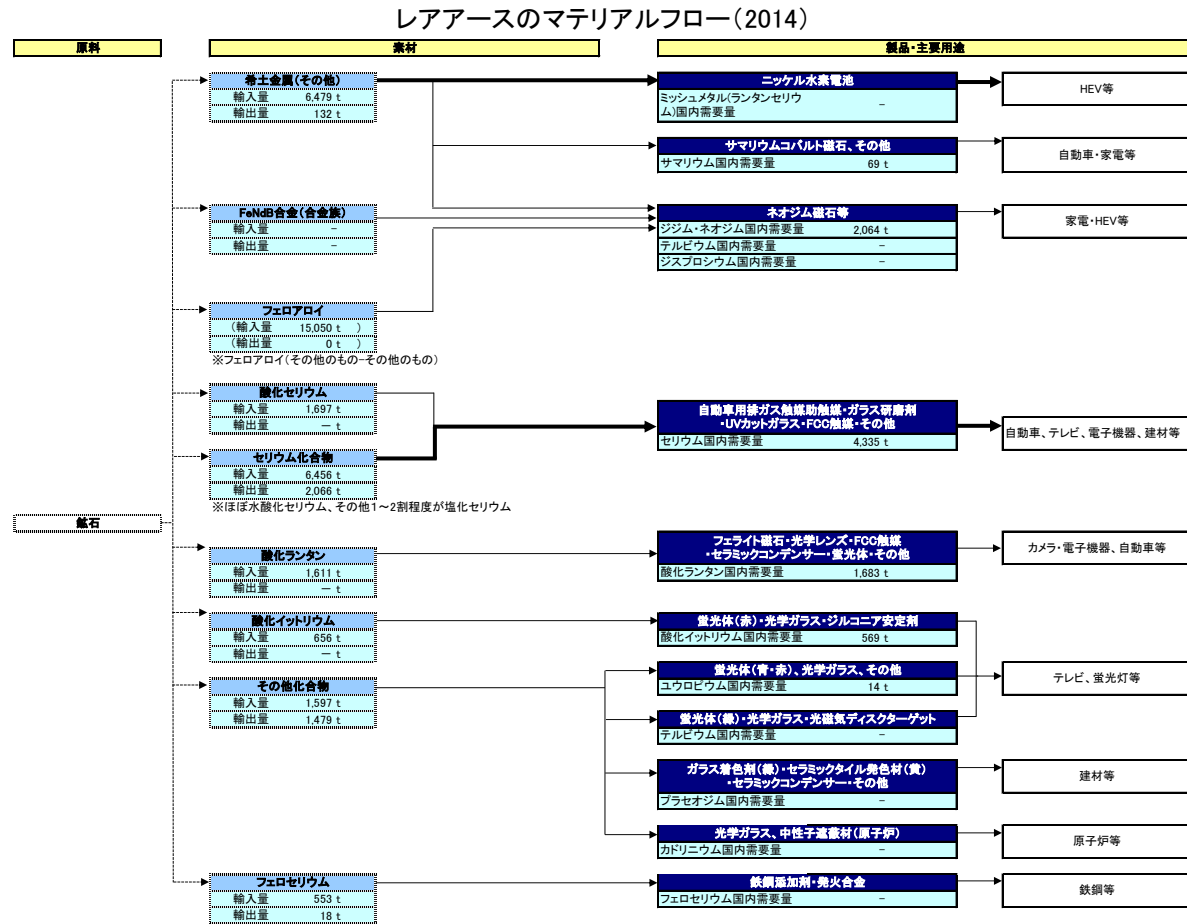 レアアースのマテリアルフロー(2014)
原料
素材
製品・主要用途
鉱石
希土金属(その他)
輸入量 6,479 t
輸出量 132 t
FeNdB合金(合金族)
輸入量 -
輸出量 -
フェロアロイ
(輸入量 15,050 t )
(輸出量 0 t )
※フェロアロイ(その他のもの-その他のもの)
酸化セリウム
輸入量 1,697 t
輸出量 - t
セリウム化合物
輸入量 6,456 t
輸出量 2,066 t
※ほぼ水酸化セリウム、その他1~2割程度が塩化セリウム
酸化ランタン
輸入量 1,611 t
輸出量 - t
酸化イットリウム
輸入量 656 t
輸出量 - t
その他化合物
輸入量 1,597 t
輸出量 1,479 t
フェロセリウム
輸入量 553 t
輸出量 18 t
ニッケル水素電池
ミッシュメタル(ランタンセリウ
ム)国内需要量 -
HEV等
サマリウムコバルト磁石、その他
サマリウム国内需要量 69 t
自動車・家電等
ネオジム磁石等
ジジム・ネオジム国内需要量 2,064 t
テルビウム国内需要量 -
ジスプロシウム国内需要量 -
家電・HEV等
自動車用排ガス触媒助触媒・ガラス研磨剤
・UVカットガラス・FCC触媒・その他
セリウム国内需要量 4,335 t
自動車、テレビ、電子機器、建材等
フェライト磁石・光学レンズ・FCC触媒
・セラミックコンデンサー・蛍光体・その他
酸化ランタン国内需要量 1,683 t
カメラ・電子機器、自動車等
蛍光体(赤)・光学ガラス・ジルコニア安定剤
酸化イットリウム国内需要量 569 t
蛍光体(青・赤)、光学ガラス、その他
ユウロピウム国内需要量 14 t
テレビ、蛍光灯等
蛍光体(緑)・光学ガラス・光磁気ディスクターゲット
テルビウム国内需要量 -
ガラス着色剤(緑)・セラミックタイル発色材(黄)
・セラミックコンデンサー・その他
プラセオジム国内需要量 -
建材等
光学ガラス、中性子遮蔽材(原子炉)
カドリニウム国内需要量 -
原子炉等
鉄鋼添加剤・発火合金
フェロセリウム国内需要量 -
鉄鋼等